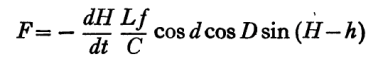 F = − dH/dt Lf/C cos d cos D sin (H − h)